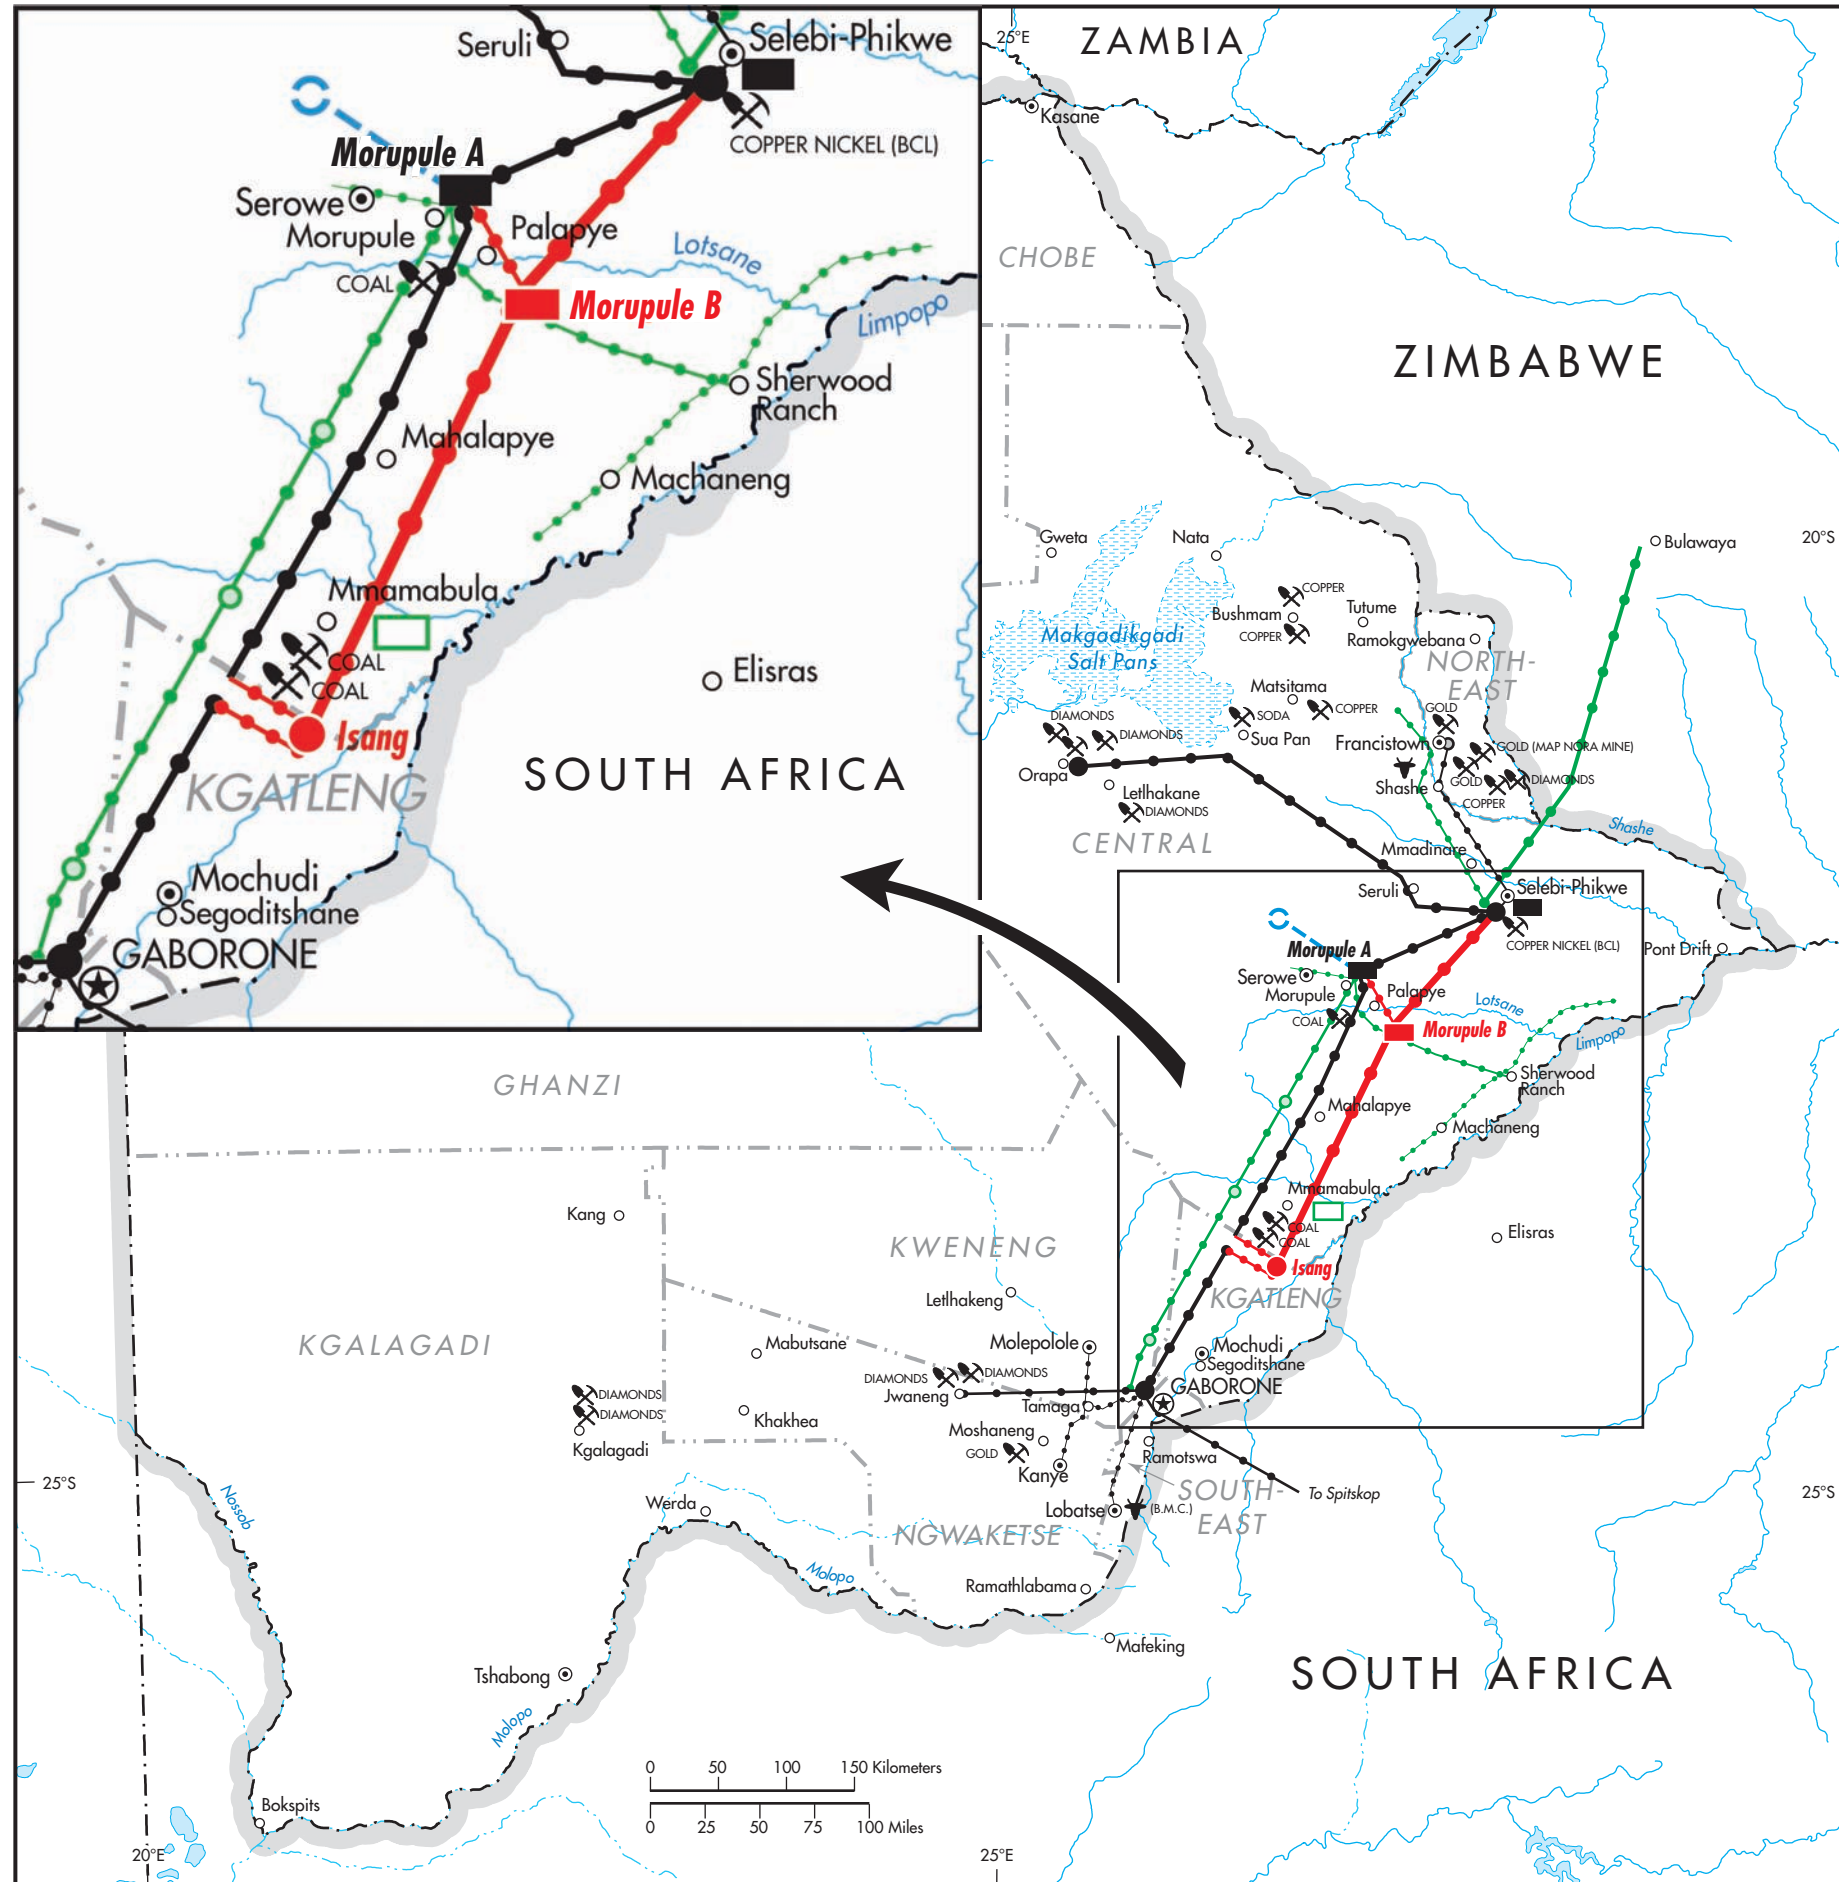 Seruli
Selebi-Phikwe
COPPER NICKEL (BCL)
Morupule A
Serowe
Morupule
Palapye
Lotsane
COAL
Morupule B
Limpopo
Sherwood
Ranch
Mahalapye
Machaneng
Mmamabula
COAL
COAL
Elisras
Isang
KGATLENG
SOUTH AFRICA
Mochudi
Segoditshane
GABORONE
25°E
ZAMBIA
Kasane
CHOBE
ZIMBABWE
Gweta
Nata
Bulawaya
20°S
COPPER
Bushmam
COPPER
Tutume
Ramokgwebana
Makgadikgadi
Salt Pans
NORTH-
EAST
Matsitama
COPPER
SODA
Sua Pan
GOLD
DIAMONDS
DIAMONDS
Francistown
GOLD (MAP NORA MINE)
Orapa
Letlhakane
DIAMONDS
Shashe
GOLD
DIAMONDS
COPPER
CENTRAL
Shashe
Mmadinare
Seruli
Selebi-Phikwe
COPPER NICKEL (BCL)
Pont Drift
Morupule A
Serowe
Morupule
Palapye
Lotsane
COAL
Morupule B
Limpopo
Sherwood
Ranch
Mahalapye
Machaneng
GHANZI
Mmamabula
COAL
COAL
Elisras
Isang
KGATLENG
Kang
KWENENG
Letlhakeng
KGALAGADI
Mabutsane
Molepolole
Mochudi
Segoditshane
DIAMONDS
DIAMONDS
Jwaneng
GABORONE
DIAMONDS
DIAMONDS
Kgalagadi
Khakhea
Tamaga
Moshaneng
GOLD
Kanye
Ramotswa
25°S
Nossob
Werda
Lobatse
(B.M.C.)
SOUTH-
EAST
To Spitskop
25°S
NGWAKETSE
Molopo
Ramathlabama
Mafeking
Tshabong
Molopo
SOUTH AFRICA
0 50 100 150 Kilometers
0 25 50 75 100 Miles
Bokspits
20°E
25°E